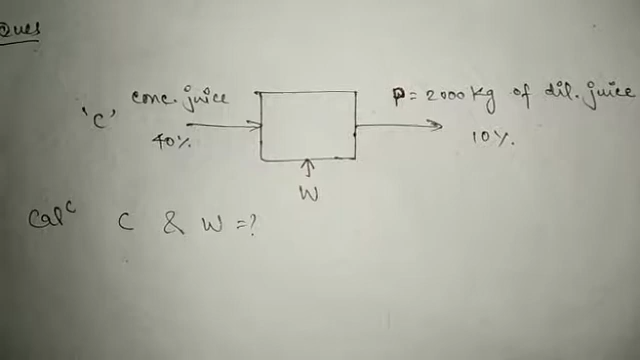 Ques
conc. juice
'C'
40%
P = 2000 Kg of dil. juice
10%.
W
Calc C & W = ?